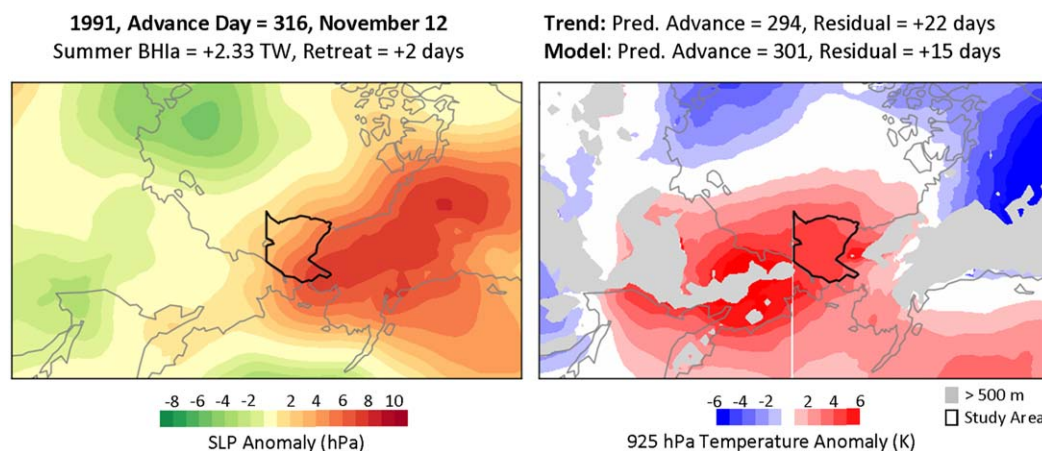 1991, Advance Day = 316, November 12
Summer BHIa = +2.33 TW, Retreat = +2 days
Trend: Pred. Advance = 294, Residual = +22 days
Model: Pred. Advance = 301, Residual = +15 days
-8 -6 -4 -2 2 4 6 8 10
SLP Anomaly (hPa)
-6 -4 -2 2 4 6
925 hPa Temperature Anomaly (K)
> 500 m
Study Area